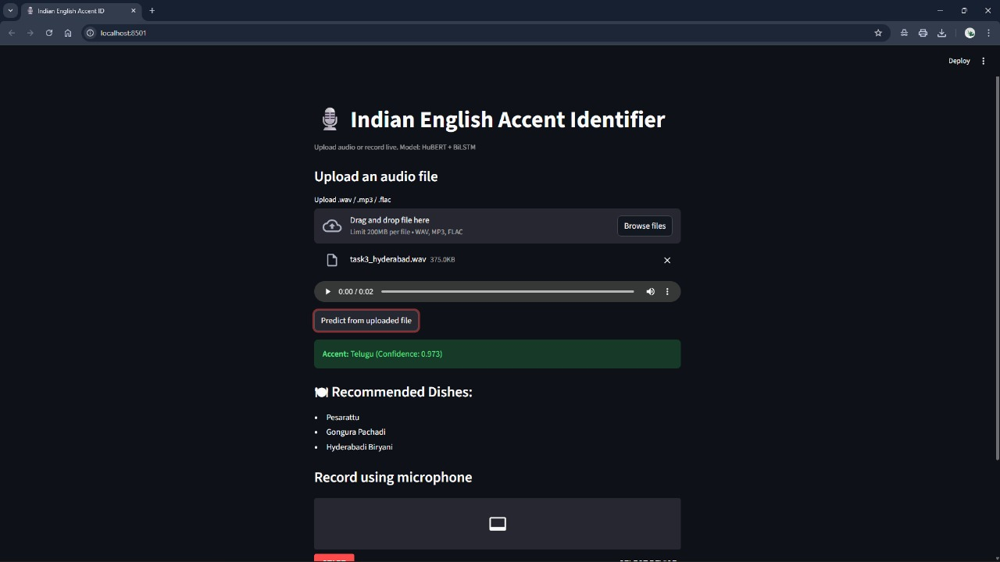 Indian English Accent ID
localhost:8501
Deploy
Indian English Accent Identifier
Upload audio or record live. Model: HuBERT + BiLSTM
Upload an audio file
Upload .wav / .mp3 / .flac
Drag and drop file here
Limit 200MB per file • WAV, MP3, FLAC
Browse files
task3_hyderabad.wav 375.0KB
0:00 / 0:02
Predict from uploaded file
Accent: Telugu (Confidence: 0.973)
Recommended Dishes:
• Pesarattu
• Gongura Pachadi
• Hyderabadi Biryani
Record using microphone